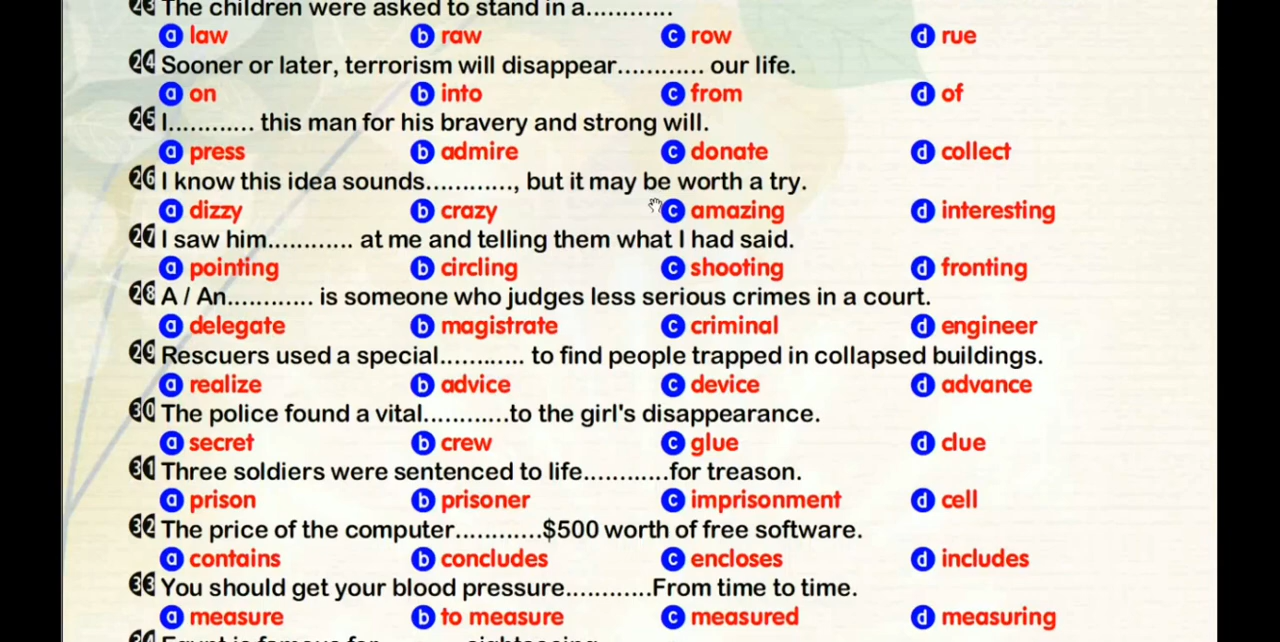 23 The children were asked to stand in a............
a law b raw c row d rue
24 Sooner or later, terrorism will disappear............ our life.
a on b into c from d of
25 I............ this man for his bravery and strong will.
a press b admire c donate d collect
26 I know this idea sounds............, but it may be worth a try.
a dizzy b crazy c amazing d interesting
27 I saw him............ at me and telling them what I had said.
a pointing b circling c shooting d fronting
28 A / An............ is someone who judges less serious crimes in a court.
a delegate b magistrate c criminal d engineer
29 Rescuers used a special............ to find people trapped in collapsed buildings.
a realize b advice c device d advance
30 The police found a vital............to the girl's disappearance.
a secret b crew c glue d clue
31 Three soldiers were sentenced to life............for treason.
a prison b prisoner c imprisonment d cell
32 The price of the computer............$500 worth of free software.
a contains b concludes c encloses d includes
33 You should get your blood pressure............From time to time.
a measure b to measure c measured d measuring
34 Egypt is famous for............ sightseeing